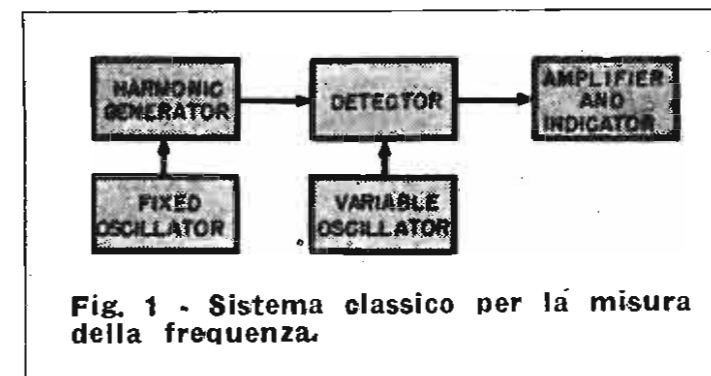 HARMONIC
GENERATOR
DETECTOR
AMPLIFIER
AND
INDICATOR
FIXED
OSCILLATOR
VARIABLE
OSCILLATOR
Fig. 1 - Sistema classico per la misura
della frequenza.